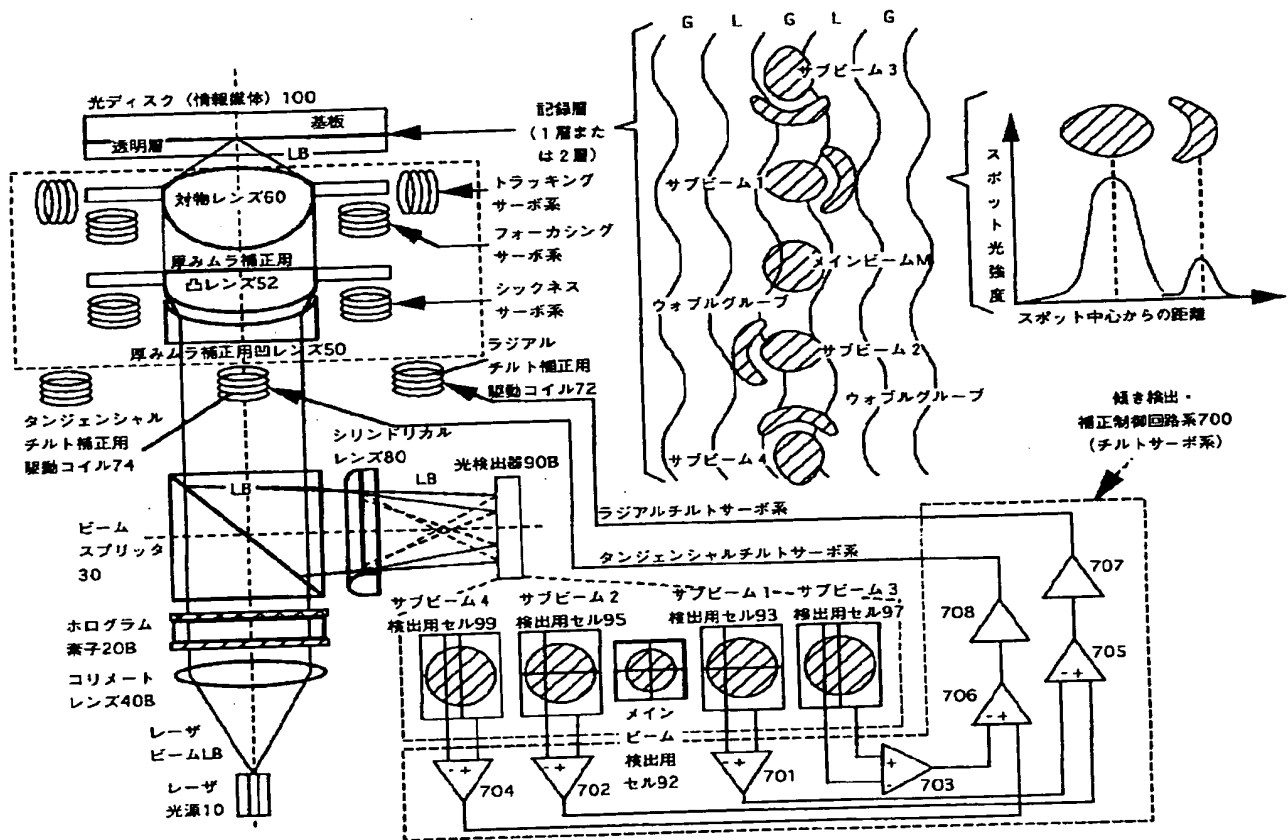 光ディスク（情報媒体）100
基板
透明層
LB
記録層
（1層また
は2層）
対物レンズ60
トラッキング
サーボ系
フォーカシング
サーボ系
厚みムラ補正用
凸レンズ52
シックネス
サーボ系
厚みムラ補正用凹レンズ50
ラジアル
チルト補正用
駆動コイル72
タンジェンシャル
チルト補正用
駆動コイル74
シリンドリカル
レンズ80
LB
LB
光検出器90B
ビーム
スプリッタ
30
ホログラム
素子20B
コリメート
レンズ40B
レーザ
ビームLB
レーザ
光源10
G L G L G
サブビーム3
サブビーム1
メインビームM
ウォブルグループ
サブビーム2
ウォブルグループ
サブビーム4
スポット光強度
スポット中心からの距離
傾き検出・
補正制御回路系700
（チルトサーボ系）
ラジアルチルトサーボ系
タンジェンシャルチルトサーボ系
サブビーム4
検出用セル99
サブビーム2
検出用セル95
サブビーム1
検出用セル93
サブビーム3
検出用セル97
メイン
ビーム
検出用
セル92
- +
704
- +
702
- +
701
+
-
703
- +
706
- +
705
708
707